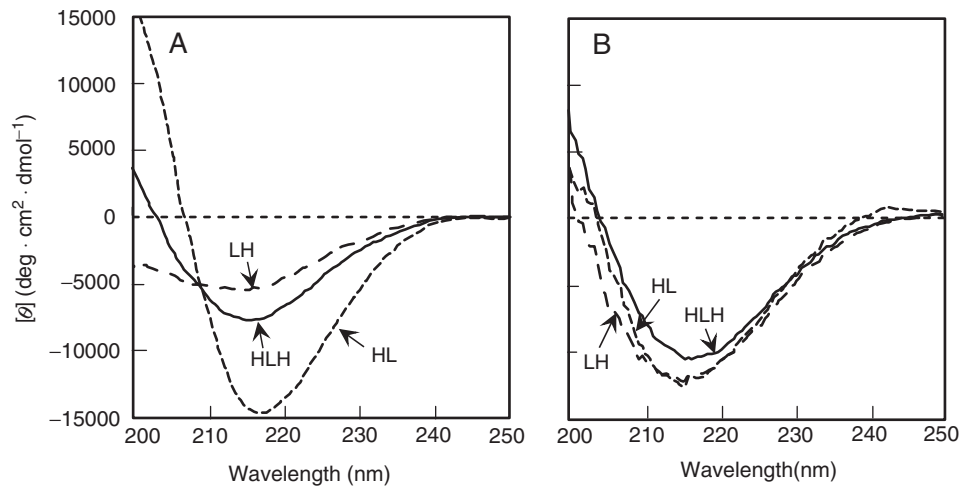 A
B
[θ] (deg · cm² · dmol⁻¹)
15000
10000
5000
0
−5000
−10000
−15000
LH
HLH
HL
HL
HLH
LH
200 210 220 230 240 250
200 210 220 230 240 250
Wavelength (nm)
Wavelength(nm)